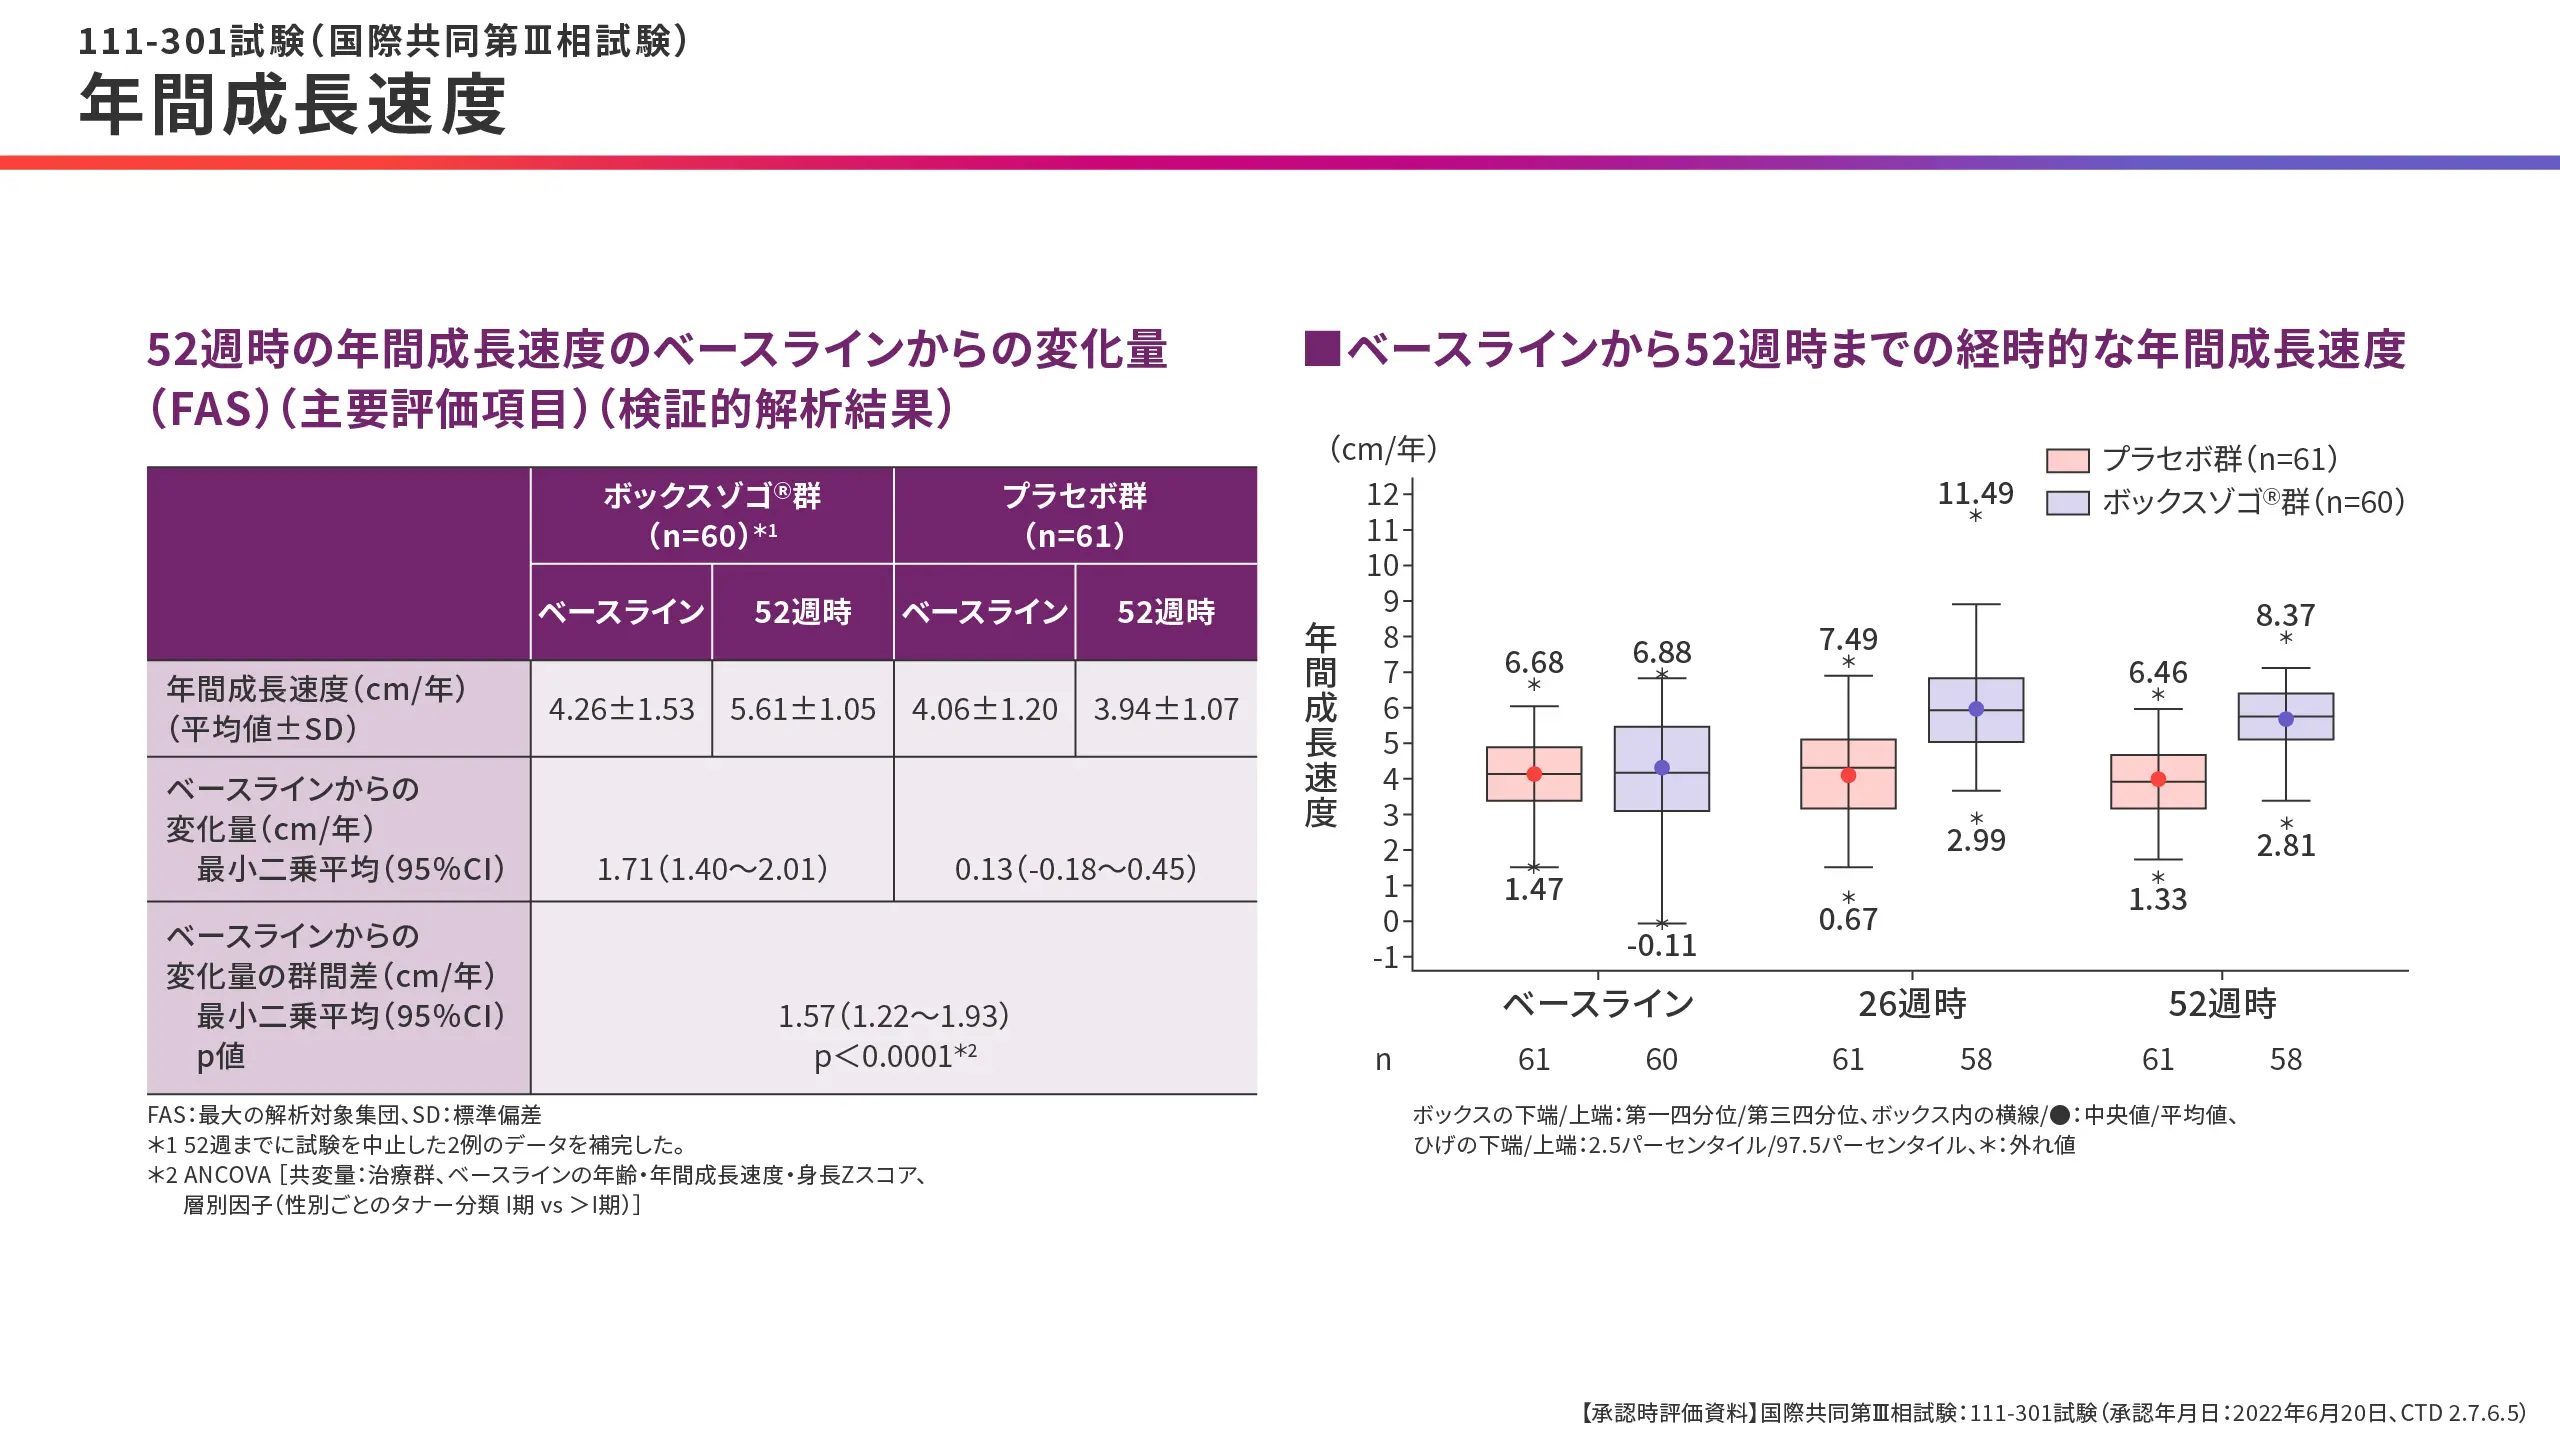 111-301試験（国際共同第Ⅲ相試験）
年間成長速度
52週時の年間成長速度のベースラインからの変化量
（FAS）（主要評価項目）（検証的解析結果）
ボックスゾゴ®群
（n=60）＊1
プラセボ群
（n=61）
ベースライン 52週時 ベースライン 52週時
年間成長速度（cm/年）
（平均値±SD）
4.26±1.53 5.61±1.05 4.06±1.20 3.94±1.07
ベースラインからの
変化量（cm/年）
最小二乗平均（95％CI） 1.71（1.40〜2.01） 0.13（-0.18〜0.45）
ベースラインからの
変化量の群間差（cm/年）
最小二乗平均（95％CI） 1.57（1.22〜1.93）
p値 p＜0.0001＊2
FAS：最大の解析対象集団、SD：標準偏差
＊1 52週までに試験を中止した2例のデータを補完した。
＊2 ANCOVA［共変量：治療群、ベースラインの年齢・年間成長速度・身長Zスコア、
層別因子（性別ごとのタナー分類 I期 vs ＞I期）］
■ベースラインから52週時までの経時的な年間成長速度
（cm/年）
プラセボ群（n=61）
ボックスゾゴ®群（n=60）
年間成長速度
12
11
10
9
8
7
6
5
4
3
2
1
0
-1
6.68
＊
＊
1.47
6.88
＊
＊
-0.11
7.49
＊
＊
0.67
11.49
＊
＊
2.99
6.46
＊
＊
1.33
8.37
＊
＊
2.81
ベースライン 26週時 52週時
n 61 60 61 58 61 58
ボックスの下端/上端：第一四分位/第三四分位、ボックス内の横線/●：中央値/平均値、
ひげの下端/上端：2.5パーセンタイル/97.5パーセンタイル、＊：外れ値
【承認時評価資料】国際共同第Ⅲ相試験：111-301試験（承認年月日：2022年6月20日、CTD 2.7.6.5）